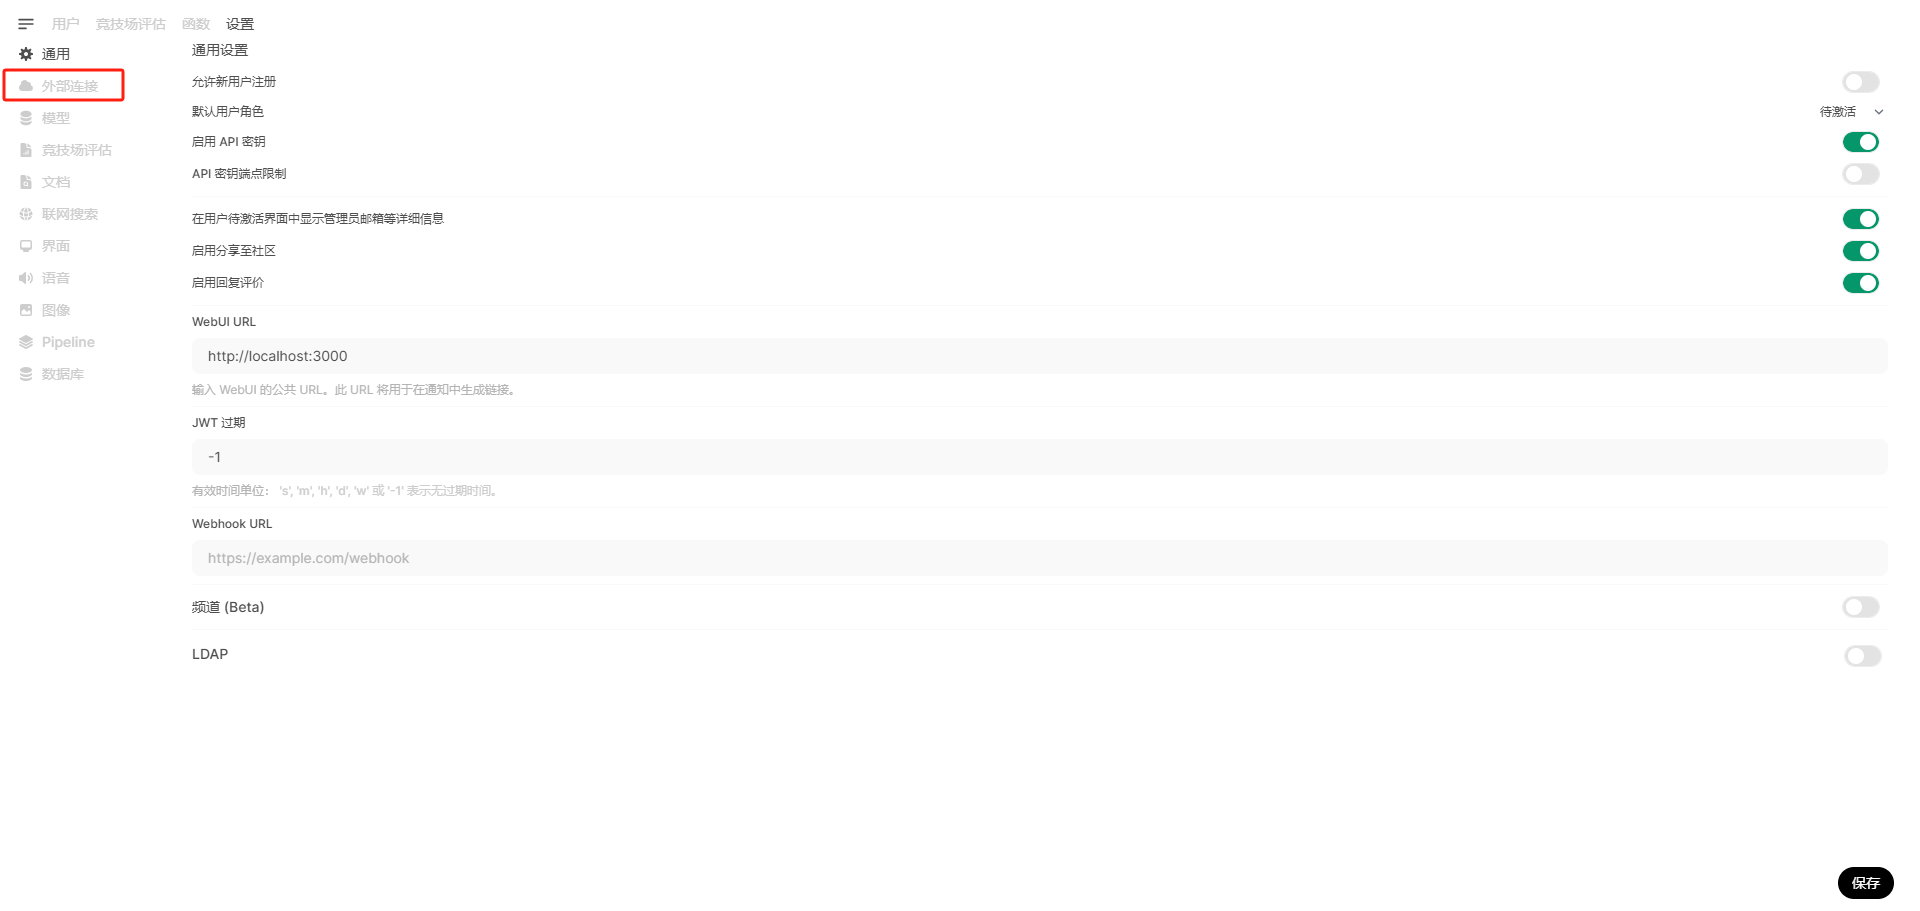 用户 竞技场评估 函数 设置
通用
外部连接
模型
竞技场评估
文档
联网搜索
界面
语音
图像
Pipeline
数据库
通用设置
允许新用户注册
默认用户角色 待激活
启用 API 密钥
API 密钥端点限制
在用户待激活界面中显示管理员邮箱等详细信息
启用分享至社区
启用回复评价
WebUI URL
http://localhost:3000
输入 WebUI 的公共 URL。此 URL 将用于在通知中生成链接。
JWT 过期
-1
有效时间单位： 's', 'm', 'h', 'd', 'w' 或 '-1' 表示无过期时间。
Webhook URL
https://example.com/webhook
频道 (Beta)
LDAP
保存